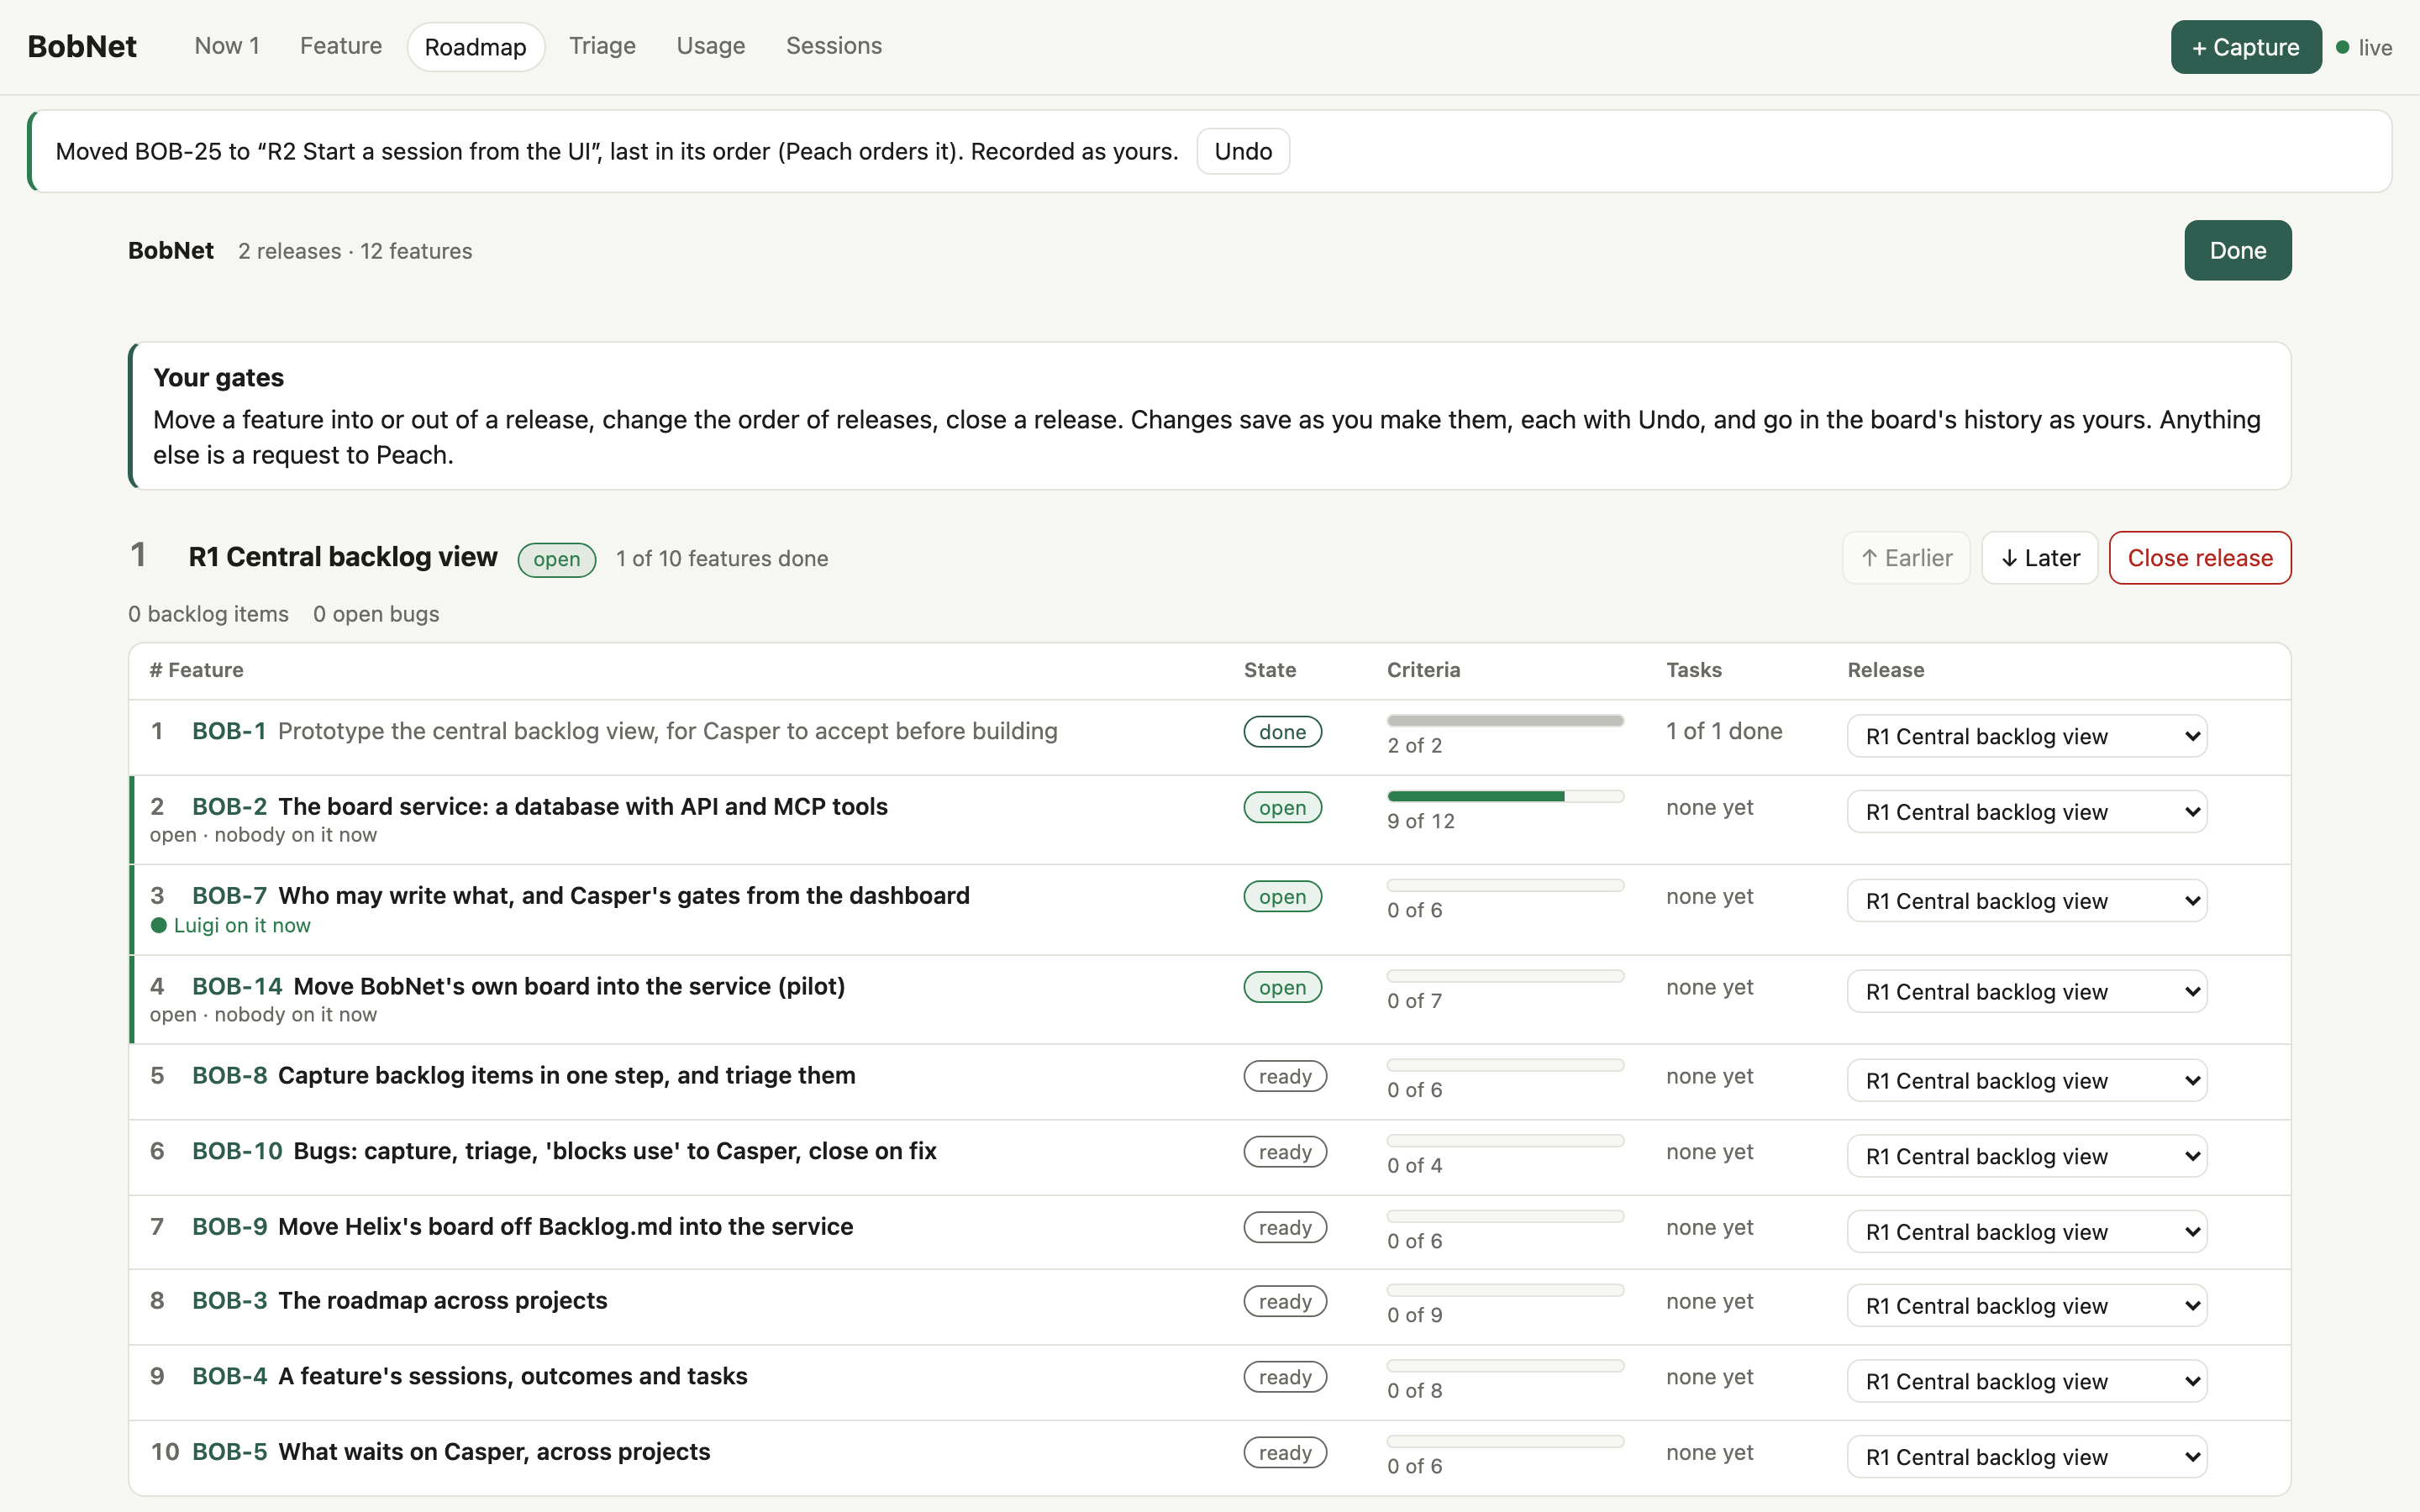 BobNet Now 1 Feature Roadmap Triage Usage Sessions + Capture live
Moved BOB-25 to “R2 Start a session from the UI”, last in its order (Peach orders it). Recorded as yours. Undo
BobNet 2 releases · 12 features Done
Your gates
Move a feature into or out of a release, change the order of releases, close a release. Changes save as you make them, each with Undo, and go in the board's history as yours. Anything
else is a request to Peach.
1 R1 Central backlog view open 1 of 10 features done ↑ Earlier ↓ Later Close release
0 backlog items 0 open bugs
# Feature State Criteria Tasks Release
1 BOB-1 Prototype the central backlog view, for Casper to accept before building done 1 of 1 done R1 Central backlog view
2 of 2
2 BOB-2 The board service: a database with API and MCP tools open none yet R1 Central backlog view
open · nobody on it now 9 of 12
3 BOB-7 Who may write what, and Casper's gates from the dashboard open none yet R1 Central backlog view
Luigi on it now 0 of 6
4 BOB-14 Move BobNet's own board into the service (pilot) open none yet R1 Central backlog view
open · nobody on it now 0 of 7
5 BOB-8 Capture backlog items in one step, and triage them ready none yet R1 Central backlog view
0 of 6
6 BOB-10 Bugs: capture, triage, 'blocks use' to Casper, close on fix ready none yet R1 Central backlog view
0 of 4
7 BOB-9 Move Helix's board off Backlog.md into the service ready none yet R1 Central backlog view
0 of 6
8 BOB-3 The roadmap across projects ready none yet R1 Central backlog view
0 of 9
9 BOB-4 A feature's sessions, outcomes and tasks ready none yet R1 Central backlog view
0 of 8
10 BOB-5 What waits on Casper, across projects ready none yet R1 Central backlog view
0 of 6